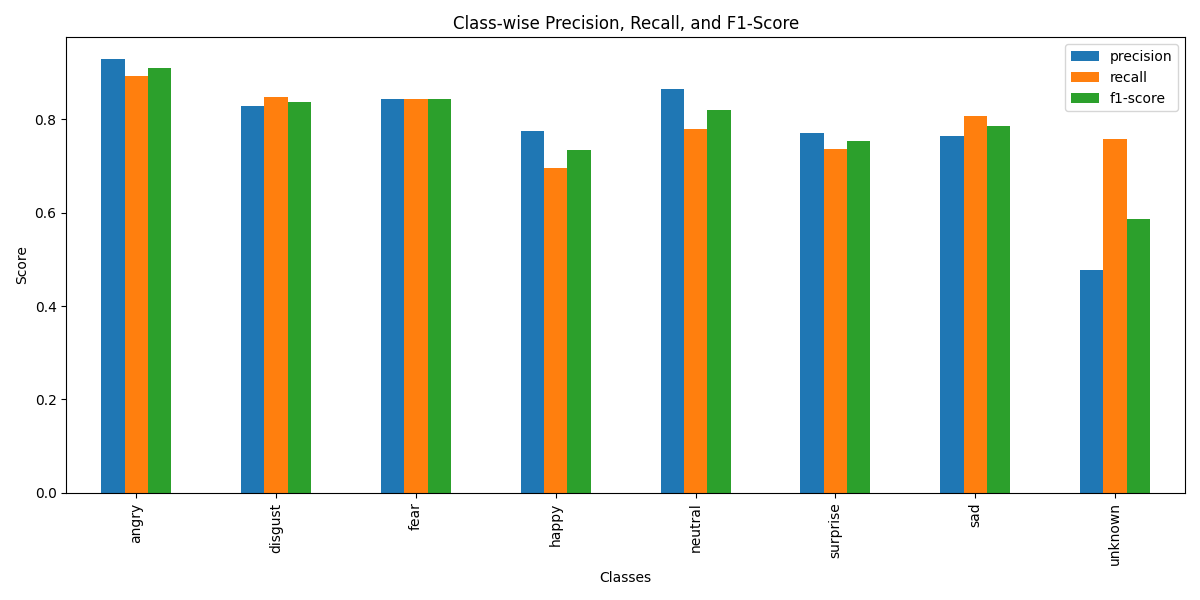 Class-wise Precision, Recall, and F1-Score
precision
recall
f1-score
Score
0.8
0.6
0.4
0.2
0.0
angry
disgust
fear
happy
neutral
surprise
sad
unknown
Classes